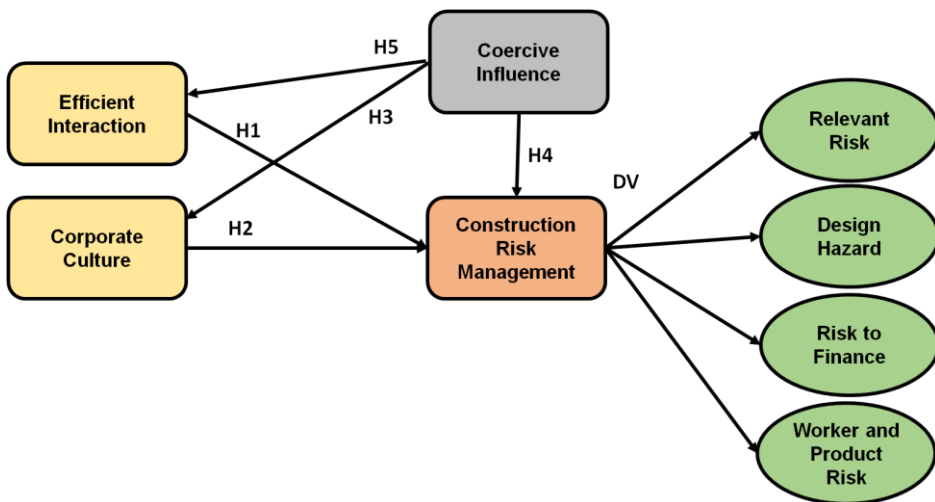 Coercive
Influence
H5
Efficient
Interaction
H1
H3
H4
Corporate
Culture
H2
Construction
Risk
Management
DV
Relevant
Risk
Design
Hazard
Risk to
Finance
Worker and
Product
Risk